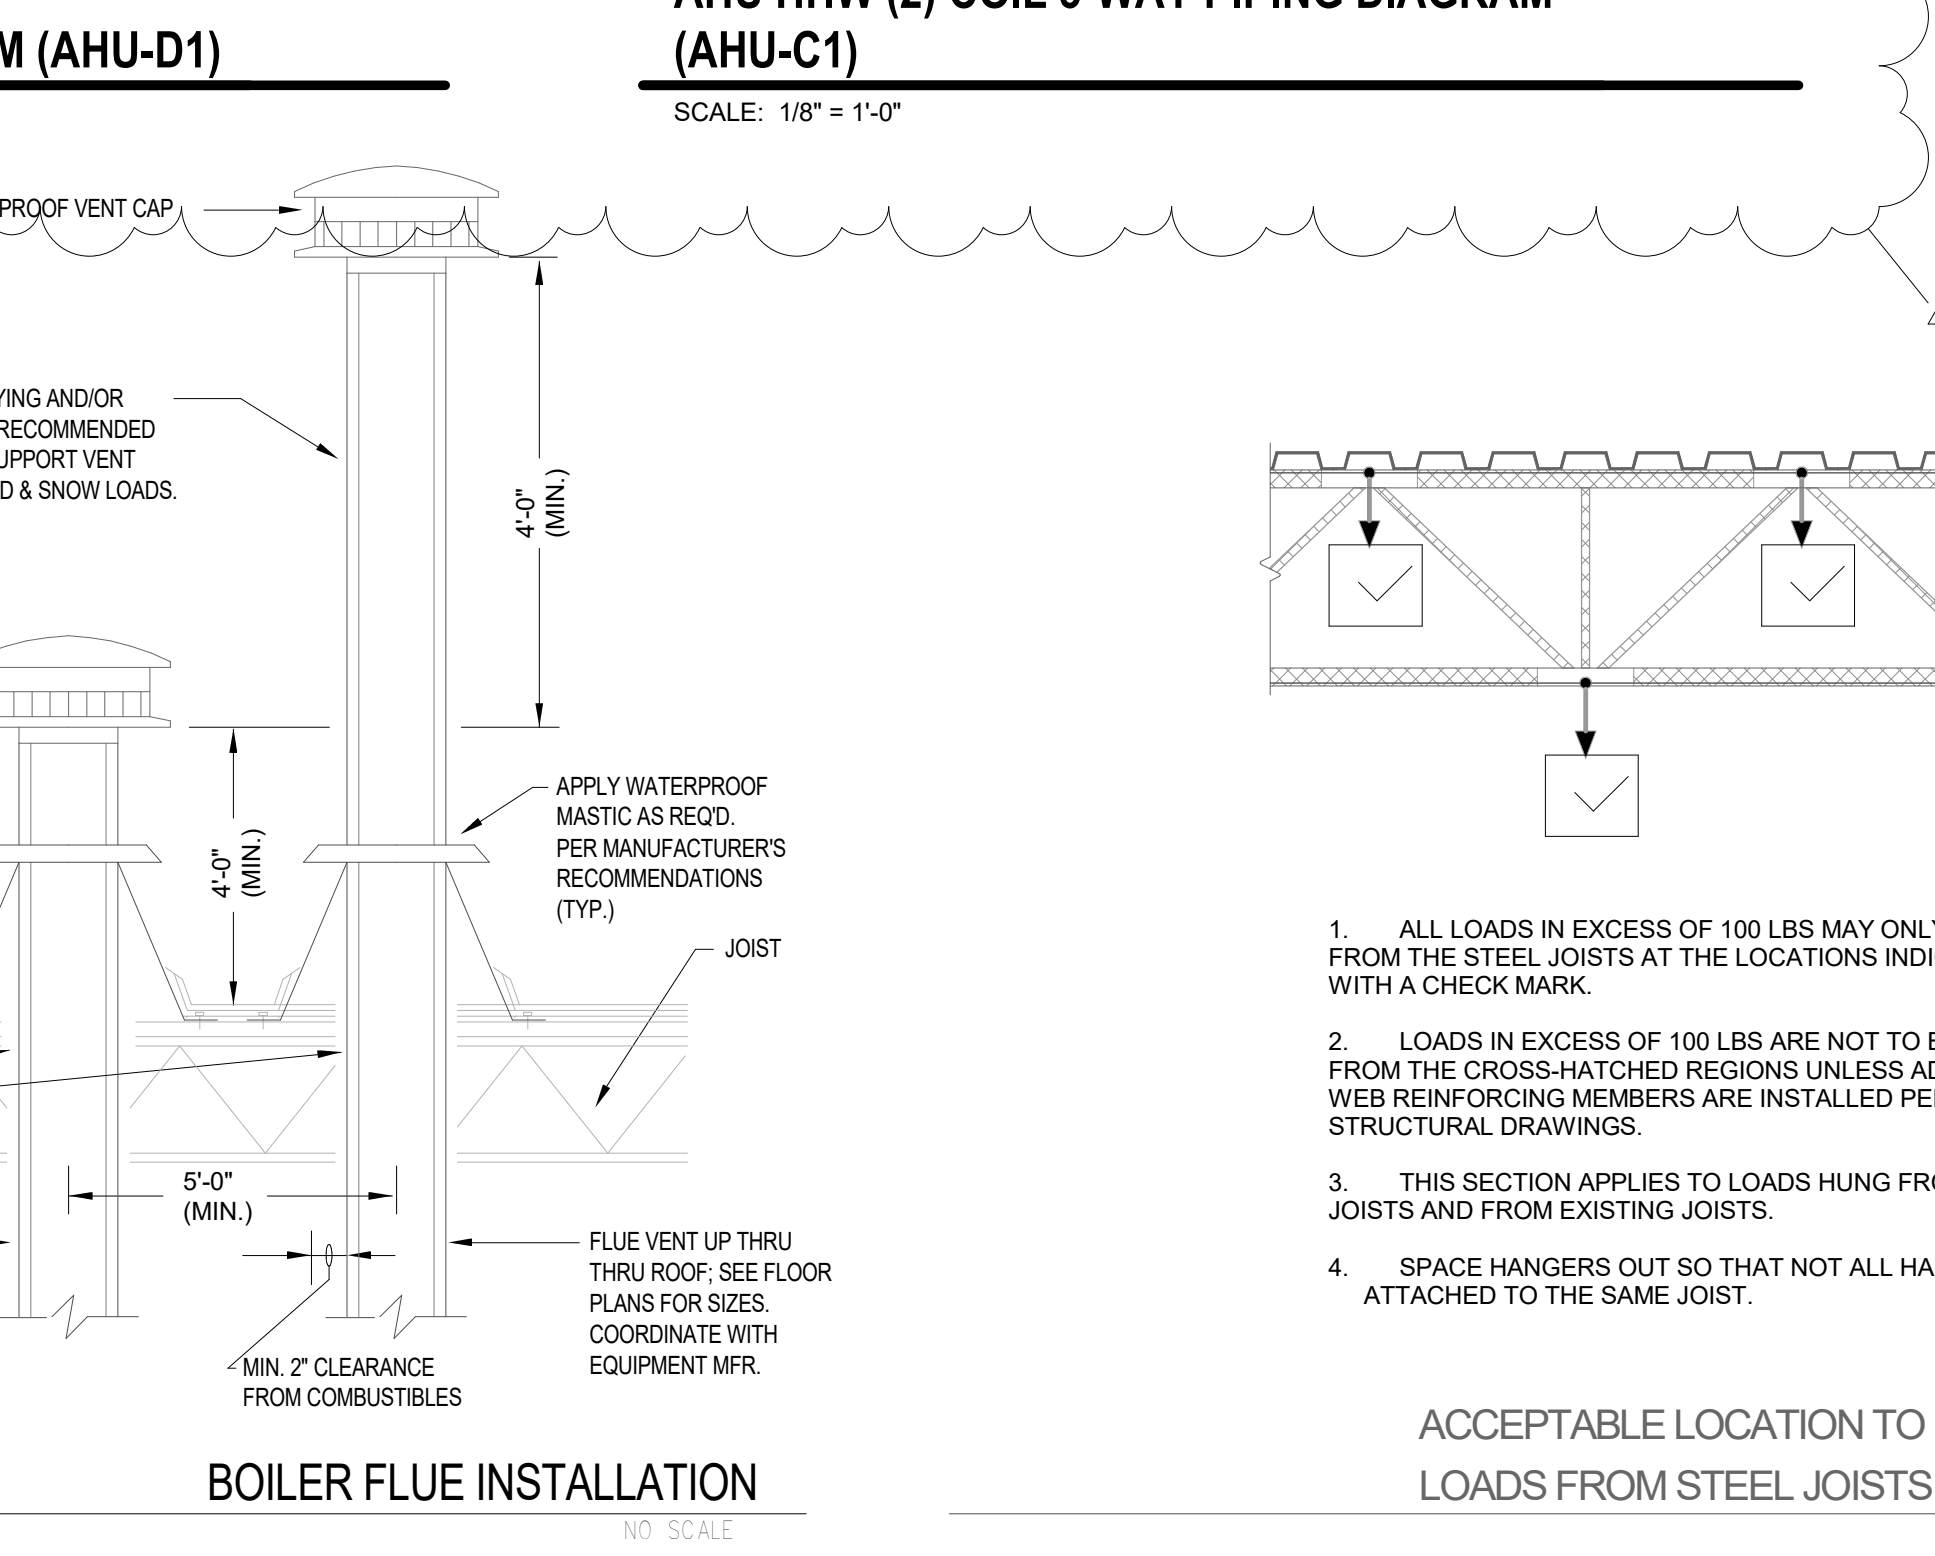 M (AHU-D1)
(AHU-C1)
SCALE: 1/8" = 1'-0"
PROOF VENT CAP
AND/OR
RECOMMENDED
VENT
& SNOW LOADS.
4'-0"
(MIN.)
4'-0"
(MIN.)
APPLY WATERPROOF
MASTIC AS REQ'D.
PER MANUFACTURER'S
RECOMMENDATIONS
(TYP.)
JOIST
5'-0"
(MIN.)
FLUE VENT UP THRU
THRU ROOF; SEE FLOOR
PLANS FOR SIZES.
COORDINATE WITH
EQUIPMENT MFR.
MIN. 2" CLEARANCE
FROM COMBUSTIBLES
BOILER FLUE INSTALLATION
NO SCALE
1. ALL LOADS IN EXCESS OF 100 LBS MAY ONLY
FROM THE STEEL JOISTS AT THE LOCATIONS
WITH A CHECK MARK.
2. LOADS IN EXCESS OF 100 LBS ARE NOT TO
FROM THE CROSS-HATCHED REGIONS UNLESS
WEB REINFORCING MEMBERS ARE INSTALLED
STRUCTURAL DRAWINGS.
3. THIS SECTION APPLIES TO LOADS HUNG
JOISTS AND FROM EXISTING JOISTS.
4. SPACE HANGERS OUT SO THAT NOT ALL
ATTACHED TO THE SAME JOIST.
ACCEPTABLE LOCATION TO
LOADS FROM STEEL JOISTS